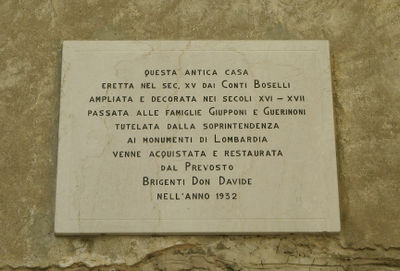 QUESTA ANTICA CASA
ERETTA NEL SEC. XV DAI CONTI BOSELLI
AMPLIATA E DECORATA NEI SECOLI XVI - XVII
PASSATA ALLE FAMIGLIE GIUPPONI E GUERINONI
TUTELATA DALLA SOPRINTENDENZA
AI MONUMENTI DI LOMBARDIA
VENNE ACQUISTATA E RESTAURATA
DAL PREVOSTO
BRIGENTI DON DAVIDE
NELL'ANNO 1932